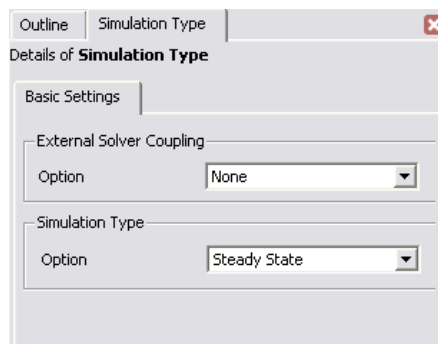 Outline Simulation Type
Details of Simulation Type
Basic Settings
External Solver Coupling
Option None
Simulation Type
Option Steady State